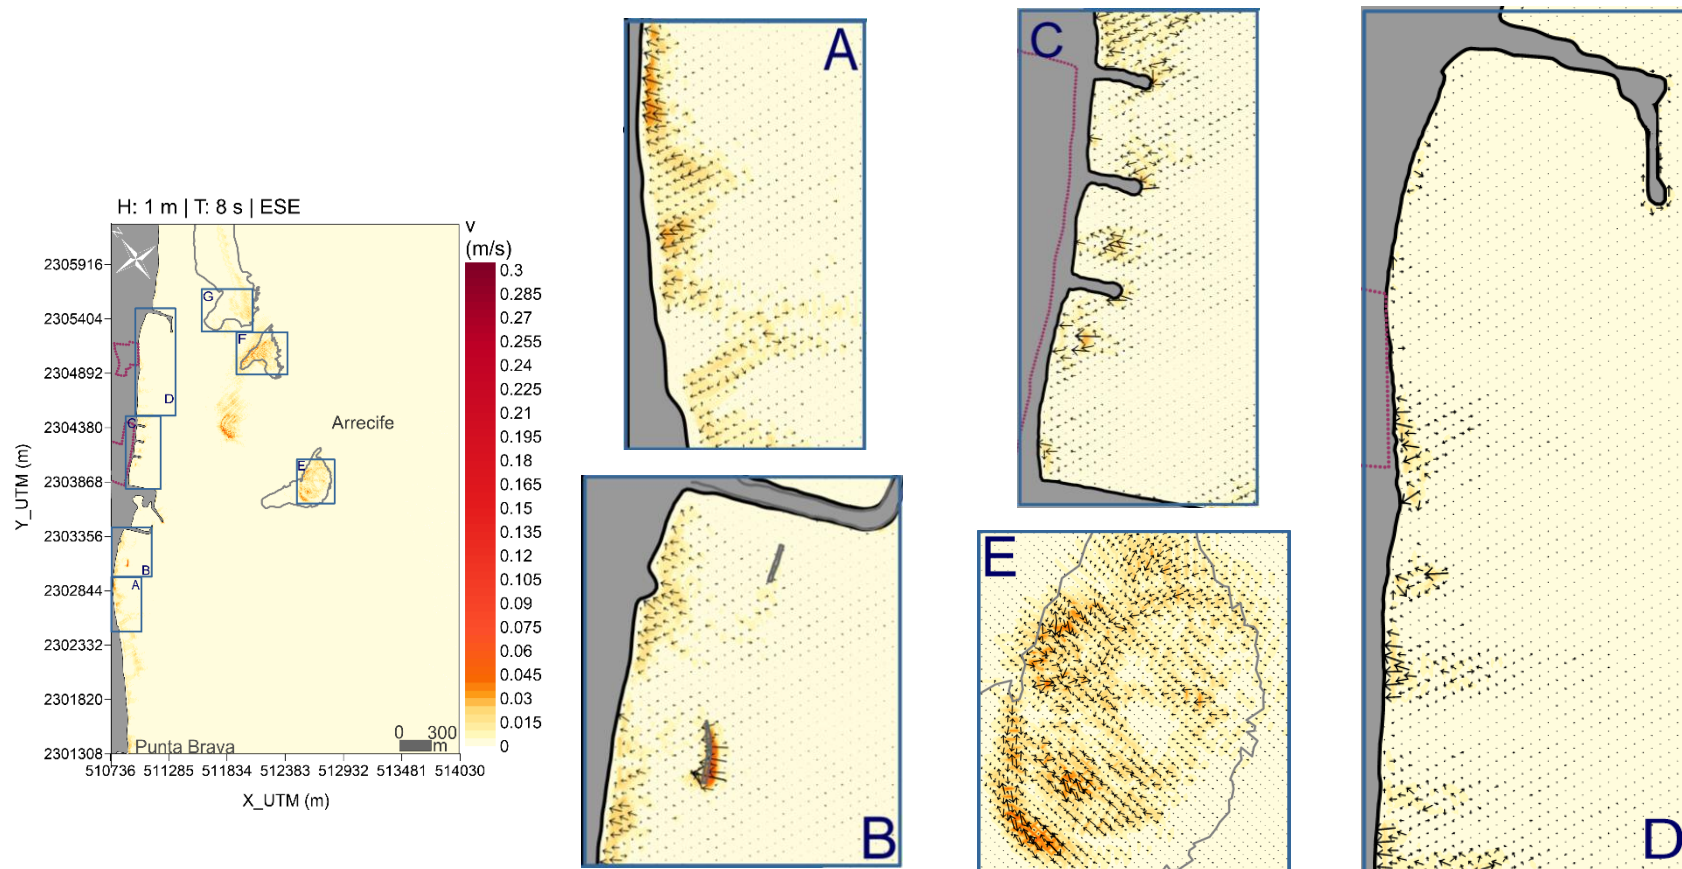 H: 1 m | T: 8 s | ESE
v
(m/s)
N
2305916
2305404
2304892
2304380
2303868
2303356
2302844
2302332
2301820
2301308
Y_UTM (m)
G
F
D
C
E
B
A
Arrecife
Punta Brava
0 300
m
510736 511285 511834 512383 512932 513481 514030
X_UTM (m)
0.3
0.285
0.27
0.255
0.24
0.225
0.21
0.195
0.18
0.165
0.15
0.135
0.12
0.105
0.09
0.075
0.06
0.045
0.03
0.015
0
A
B
C
E
D